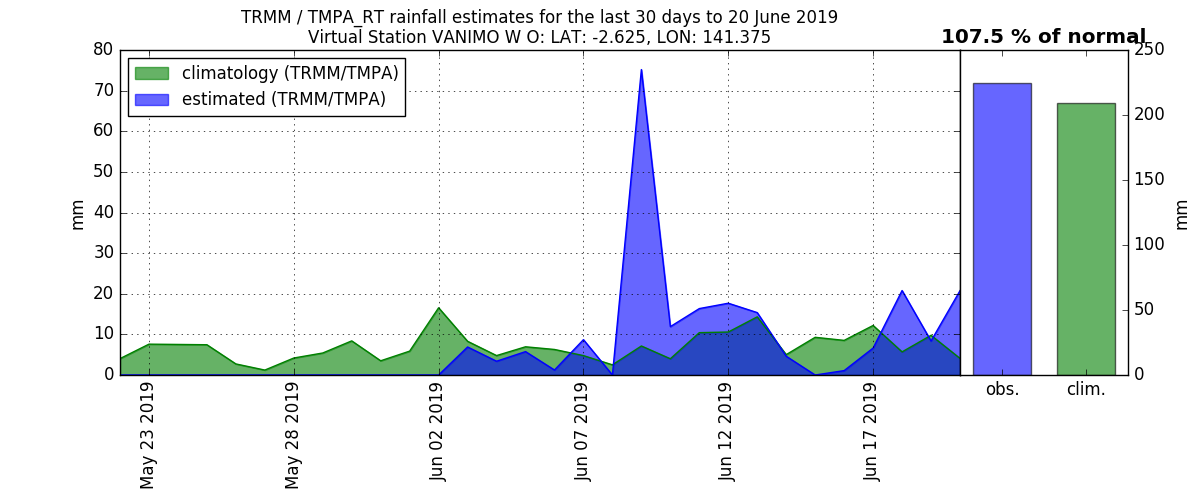 TRMM / TMPA_RT rainfall estimates for the last 30 days to 20 June 2019
Virtual Station VANIMO W O: LAT: -2.625, LON: 141.375
107.5 % of normal
climatology (TRMM/TMPA)
estimated (TRMM/TMPA)
80
70
60
50
40
30
20
10
0
mm
May 23 2019
May 28 2019
Jun 02 2019
Jun 07 2019
Jun 12 2019
Jun 17 2019
obs.
clim.
250
200
150
100
50
0
mm